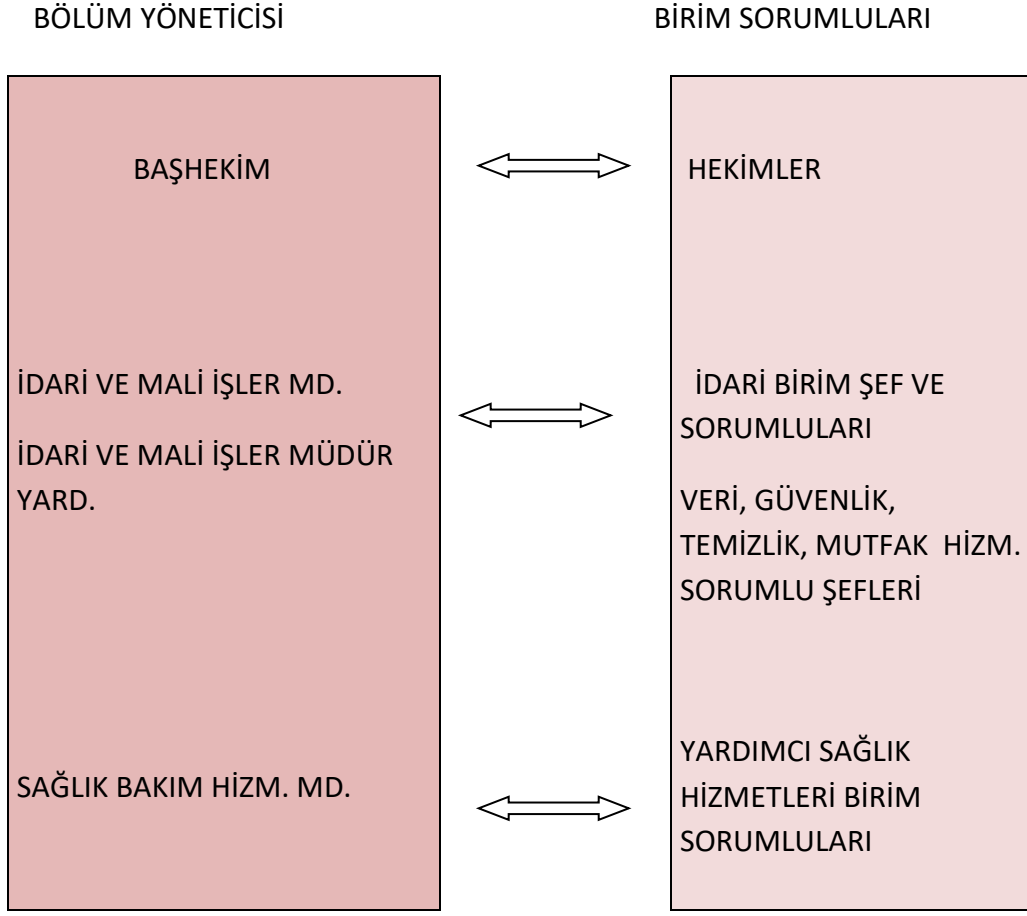 BÖLÜM YÖNETİCİSİ
BİRİM SORUMLULARI
BAŞHEKİM
HEKİMLER
İDARİ VE MALİ İŞLER MD.
İDARİ VE MALİ İŞLER MÜDÜR
YARD.
İDARİ BİRİM ŞEF VE
SORUMLULARI
VERİ, GÜVENLİK,
TEMİZLİK, MUTFAK HİZM.
SORUMLU ŞEFLERİ
SAĞLIK BAKIM HİZM. MD.
YARDIMCI SAĞLIK
HİZMETLERİ BİRİM
SORUMLULARI